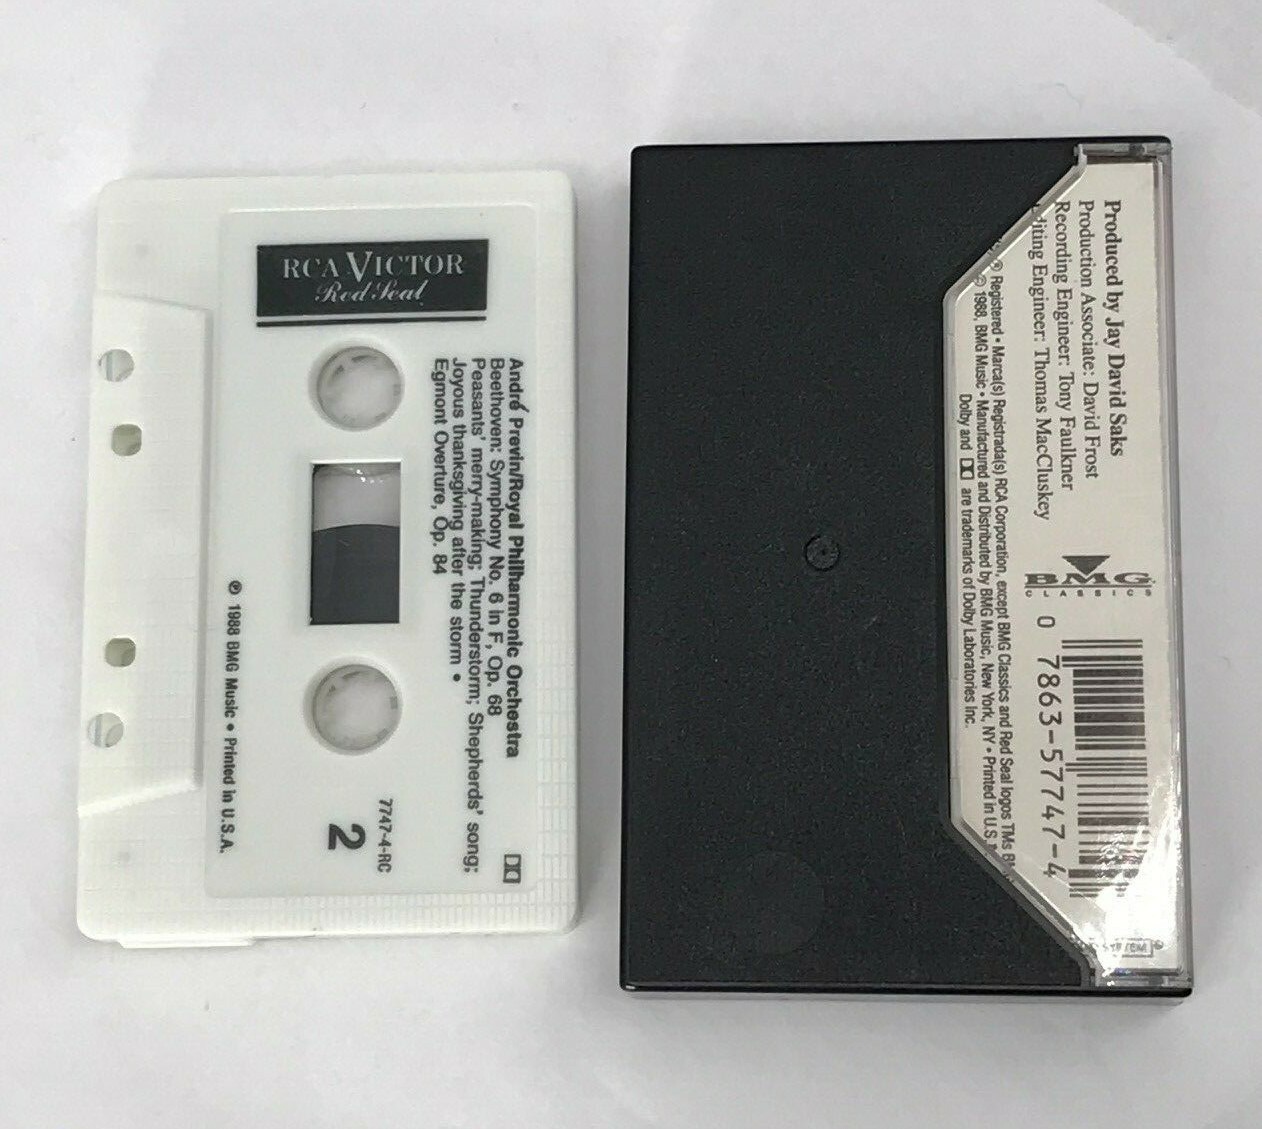 RCA VICTOR
Red Seal
André Previn/Royal Philharmonic Orchestra
Beethoven: Symphony No. 6 in F, Op. 68
Peasants' merry-making; Thunderstorm; Shepherds' song;
Joyous thanksgiving after the storm •
Egmont Overture, Op. 84
7747-4-RC
2
℗ 1988 BMG Music • Printed in U.S.A.
Produced by Jay David Saks
Production Associate: David Frost
Recording Engineer: Tony Faulkner
Editing Engineer: Thomas MacCluskey
® Registered • Marca(s) Registrada(s) RCA Corporation, except BMG Classics and Red Seal logos TMs
© 1988, BMG Music • Manufactured and Distributed by BMG Music, New York, NY • Printed in U.S.
Dolby and are trademarks of Dolby Laboratories Inc.
BMG
CLASSICS
0 7863-57747-4